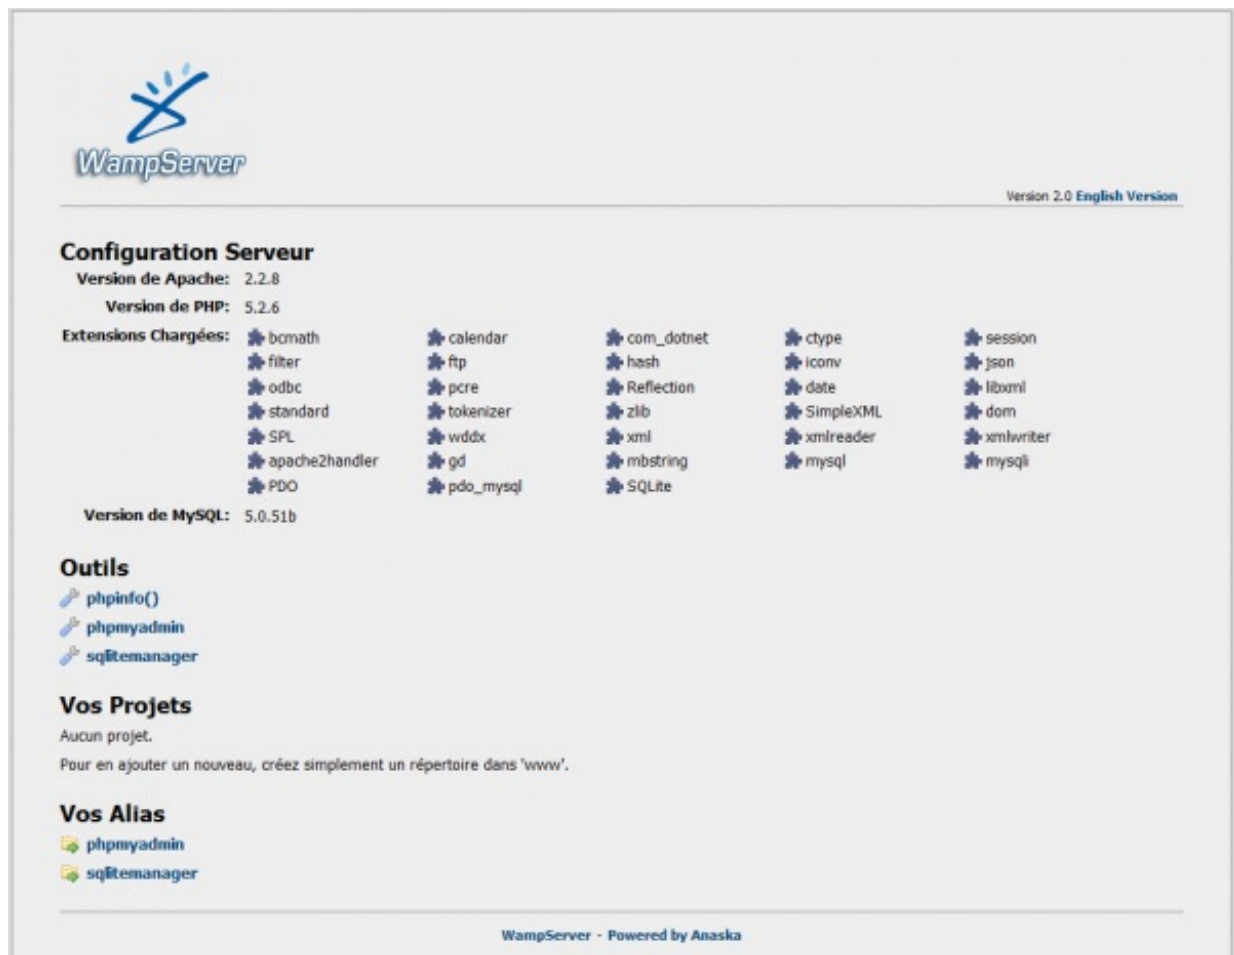 WampServer
Version 2.0 English Version
Configuration Serveur
Version de Apache: 2.2.8
Version de PHP: 5.2.6
Extensions Chargées: bcmath calendar com_dotnet ctype session
filter ftp hash iconv json
odbc pcre Reflection date libxml
standard tokenizer zlib SimpleXML dom
SPL wddx xml xmlreader xmlwriter
apache2handler gd mbstring mysql mysqli
PDO pdo_mysql SQLite
Version de MySQL: 5.0.51b
Outils
phpinfo()
phpmyadmin
sqlitemanager
Vos Projets
Aucun projet.
Pour en ajouter un nouveau, créez simplement un répertoire dans 'www'.
Vos Alias
phpmyadmin
sqlitemanager
WampServer - Powered by Anaska